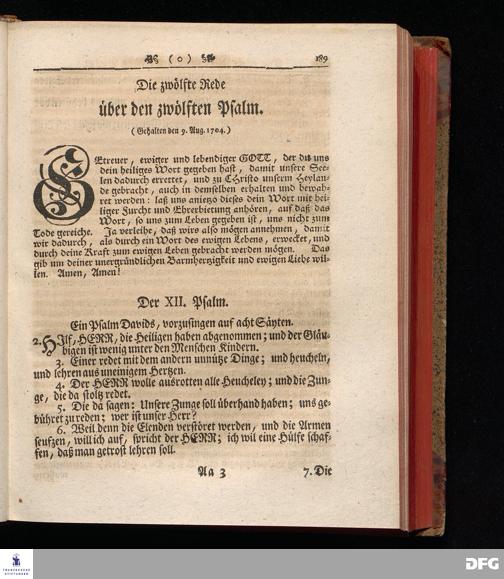 ( o ) 189
Die zwölfte Rede
über den zwölften Psalm.
( Gehalten den 9. Aug. 1704. )
GEtreuer, ewiger und lebendiger GOTT, der du uns
dein heiliges Wort gegeben hast, damit unsere See-
len dadurch errettet, und zu CHristo unserm Heylan-
de gebracht, auch in demselben erhalten und bewah-
ret werden: laß uns anietzo dieses dein Wort mit hei-
liger Furcht und Ehrerbietung anhören, auf daß das
Wort, so uns zum Leben gegeben ist, uns nicht zum
Tode gereiche. Ja verleihe, daß wirs also mögen annehmen, damit
wir dadurch, als durch ein Wort des ewigen Lebens, erwecket, und
durch deine Kraft zum ewigen Leben gebracht werden mögen. Das
gib um deiner unergründlichen Barmhertzigkeit und ewigen Liebe wil-
len. Amen, Amen!
Der XII. Psalm.
Ein Psalm Davids, vorzusingen auf acht Säyten.
2. HIlf, HERR, die Heiligen haben abgenommen; und der Gläu-
bigen ist wenig unter den Menschen Kindern.
3. Einer redet mit dem andern unnütze Dinge; und heucheln,
und lehren aus uneinigem Hertzen.
4. Der HERR wolle ausrotten alle Heucheley; und die Zun-
ge, die da stoltz redet.
5. Die da sagen: Unsere Zunge soll überhand haben; uns ge-
bühret zu reden; wer ist unser Herr?
6. Weil denn die Elenden verstöret werden, und die Armen
seufzen, will ich auf, spricht der HERR; ich wil eine Hülfe schaf-
fen, daß man getrost lehren soll.
Aa 3 7. Die
FRANCKESCHE
STIFTUNGEN
DFG